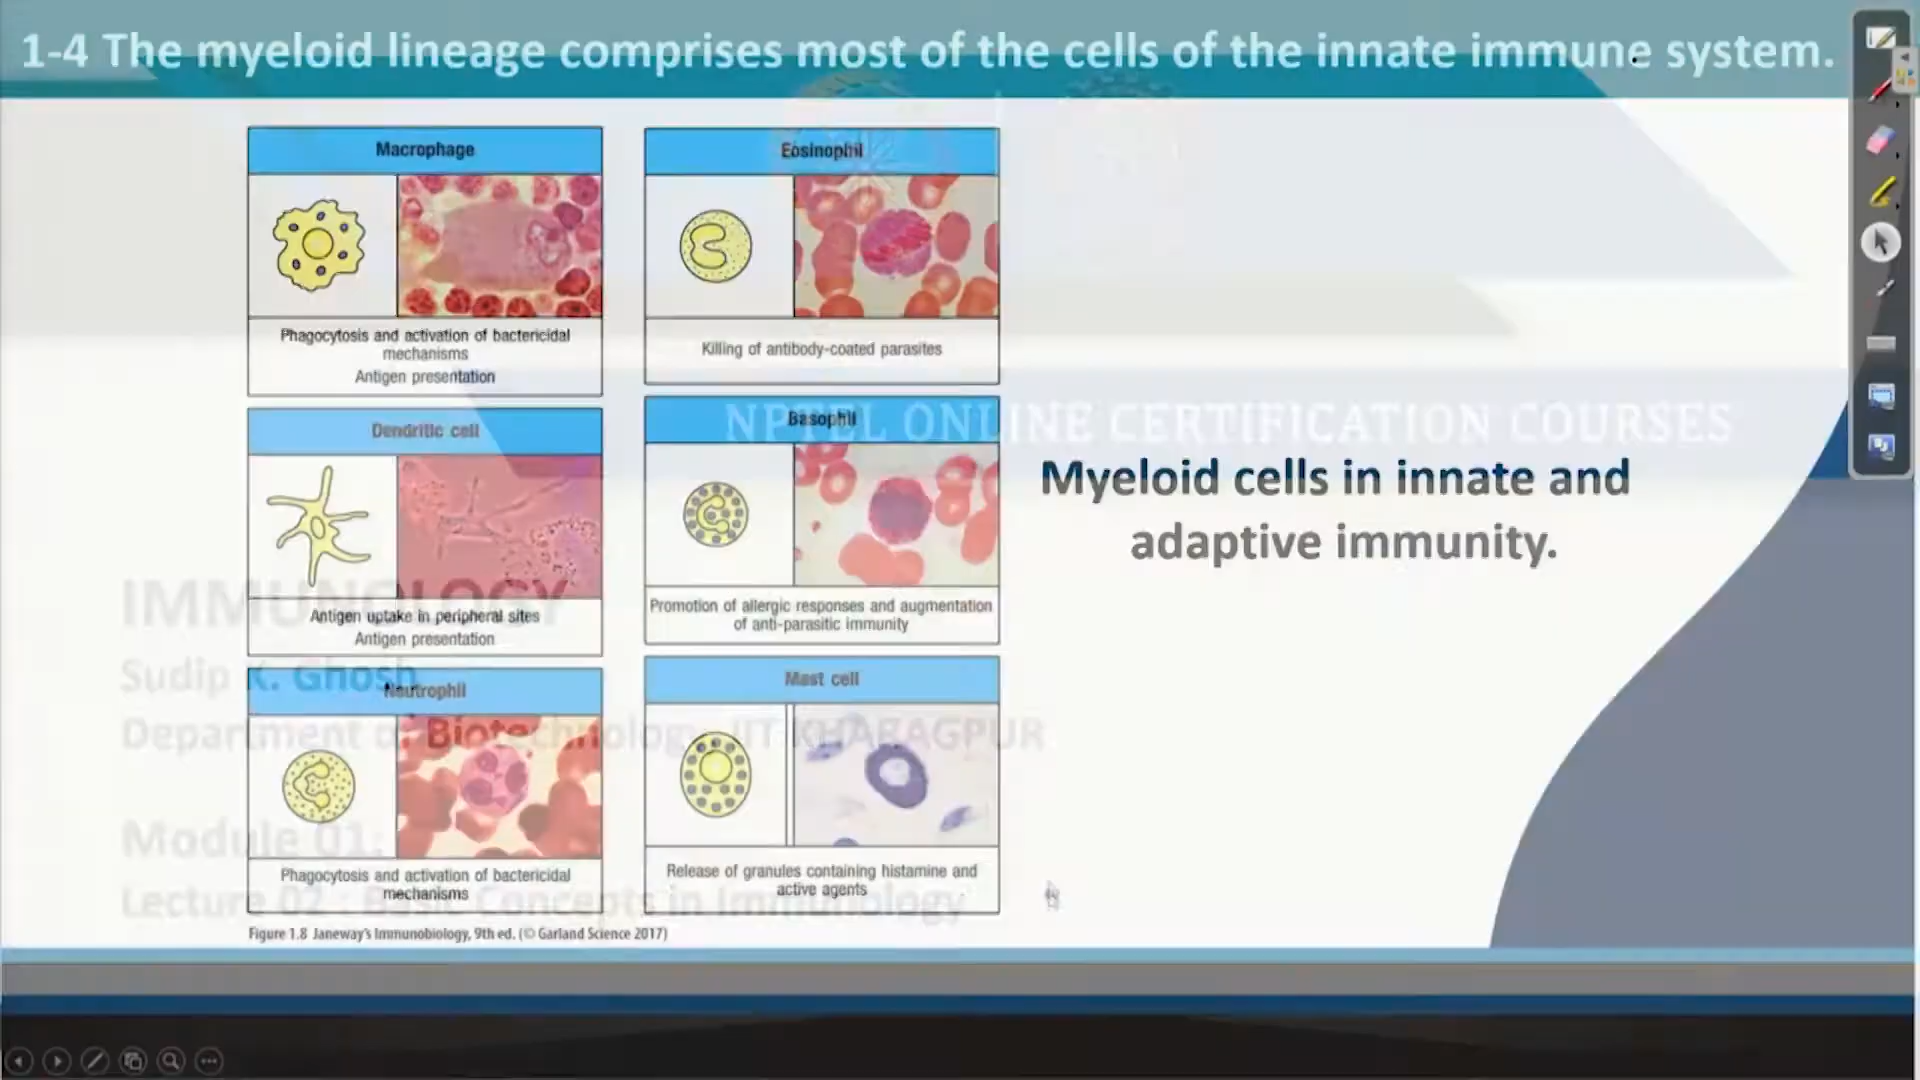 1-4 The myeloid lineage comprises most of the cells of the innate immune system.
Macrophage
Phagocytosis and activation of bactericidal
mechanisms
Antigen presentation
Eosinophil
Killing of antibody-coated parasites
Dendritic cell
Antigen uptake in peripheral sites
Antigen presentation
Basophil
Promotion of allergic responses and augmentation
of anti-parasitic immunity
Neutrophil
Phagocytosis and activation of bactericidal
mechanisms
Mast cell
Release of granules containing histamine and
active agents
Figure 1.8 Janeway's Immunobiology, 9th ed. (© Garland Science 2017)
NPTEL ONLINE CERTIFICATION COURSES
Myeloid cells in innate and
adaptive immunity.
IMMUNOLOGY
Sudip K. Ghosh
Department of Biotechnology, IIT KHARAGPUR
Module 01:
Lecture 02 : Basic Concepts in Immunology